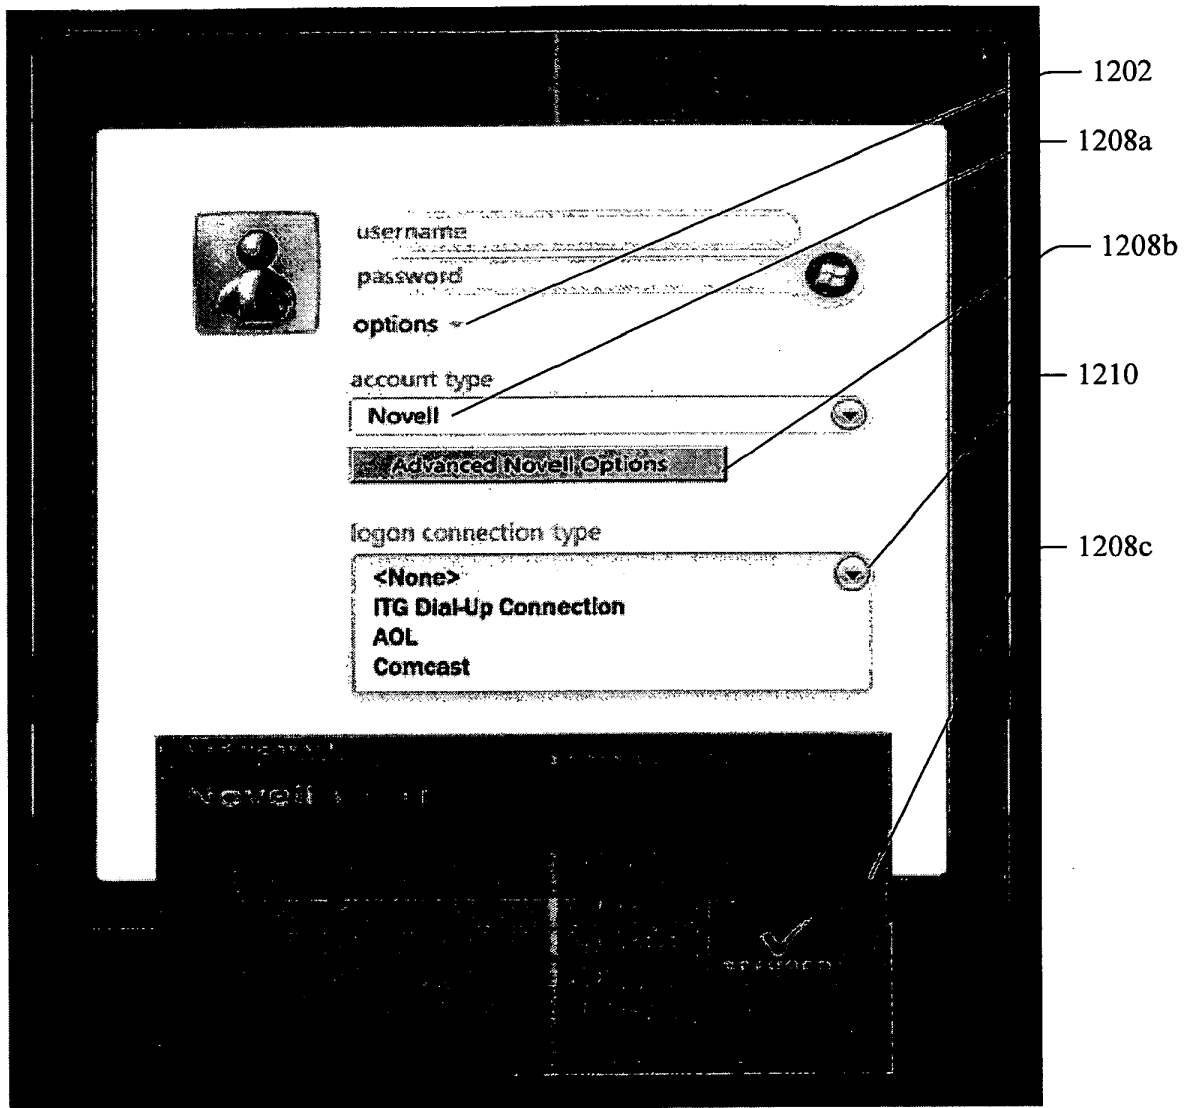 1202
1208a
username
1208b
password
options
account type
1210
Novell
Advanced Novell Options
logon connection type
1208c
<None>
ITG Dial-Up Connection
AOL
Comcast
Novell